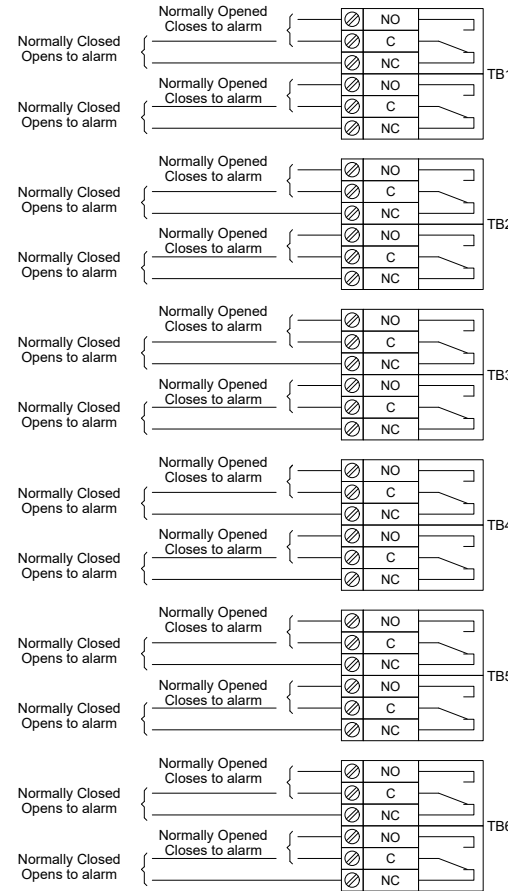 Normally Opened
Closes to alarm
NO
Normally Closed
Opens to alarm
C
NC
TB1
Normally Opened
Closes to alarm
NO
Normally Closed
Opens to alarm
C
NC
Normally Opened
Closes to alarm
NO
Normally Closed
Opens to alarm
C
NC
TB2
Normally Opened
Closes to alarm
NO
Normally Closed
Opens to alarm
C
NC
Normally Opened
Closes to alarm
NO
Normally Closed
Opens to alarm
C
NC
TB3
Normally Opened
Closes to alarm
NO
Normally Closed
Opens to alarm
C
NC
Normally Opened
Closes to alarm
NO
Normally Closed
Opens to alarm
C
NC
TB4
Normally Opened
Closes to alarm
NO
Normally Closed
Opens to alarm
C
NC
Normally Opened
Closes to alarm
NO
Normally Closed
Opens to alarm
C
NC
TB5
Normally Opened
Closes to alarm
NO
Normally Closed
Opens to alarm
C
NC
Normally Opened
Closes to alarm
NO
Normally Closed
Opens to alarm
C
NC
TB6
Normally Opened
Closes to alarm
NO
Normally Closed
Opens to alarm
C
NC